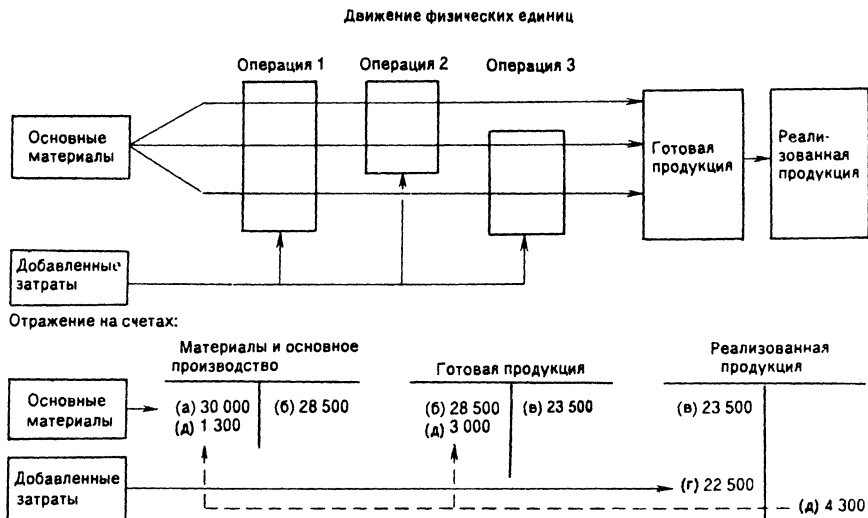 Движение физических единиц
Операция 1 Операция 2 Операция 3
Основные
материалы
Готовая
продукция
Реали-
зованная
продукция
Добавленные
затраты
Отражение на счетах:
Материалы и основное
производство
Готовая продукция
Реализованная
продукция
Основные
материалы
(а) 30 000 (б) 28 500
(д) 1 300
(б) 28 500 (в) 23 500
(д) 3 000
(в) 23 500
Добавленные
затраты
(г) 22 500
(д) 4 300